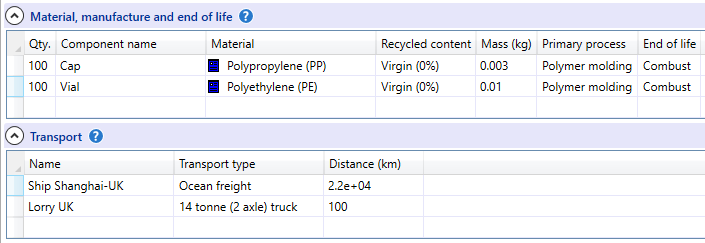 Material, manufacture and end of life ?
Qty. Component name Material Recycled content Mass (kg) Primary process End of life
100 Cap Polypropylene (PP) Virgin (0%) 0.003 Polymer molding Combust
100 Vial Polyethylene (PE) Virgin (0%) 0.01 Polymer molding Combust
Transport ?
Name Transport type Distance (km)
Ship Shanghai-UK Ocean freight 2.2e+04
Lorry UK 14 tonne (2 axle) truck 100